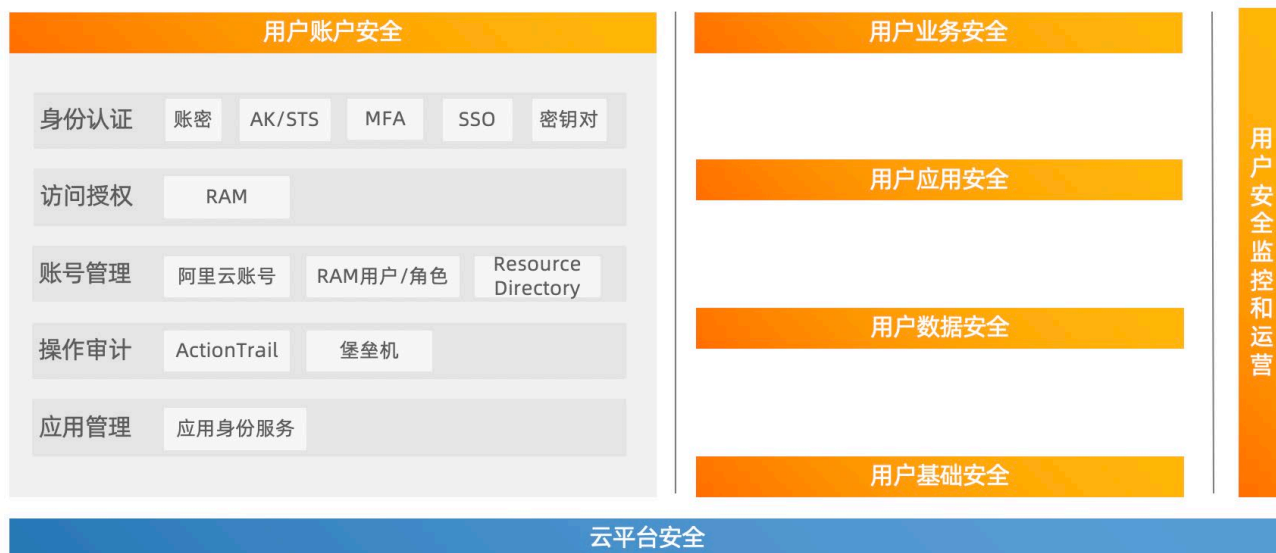 用户账户安全
身份认证 账密 AK/STS MFA SSO 密钥对
访问授权 RAM
账号管理 阿里云账号 RAM用户/角色 Resource
Directory
操作审计 ActionTrail 堡垒机
应用管理 应用身份服务
用户业务安全
用户应用安全
用户数据安全
用户基础安全
用户安全监控和运营
云平台安全